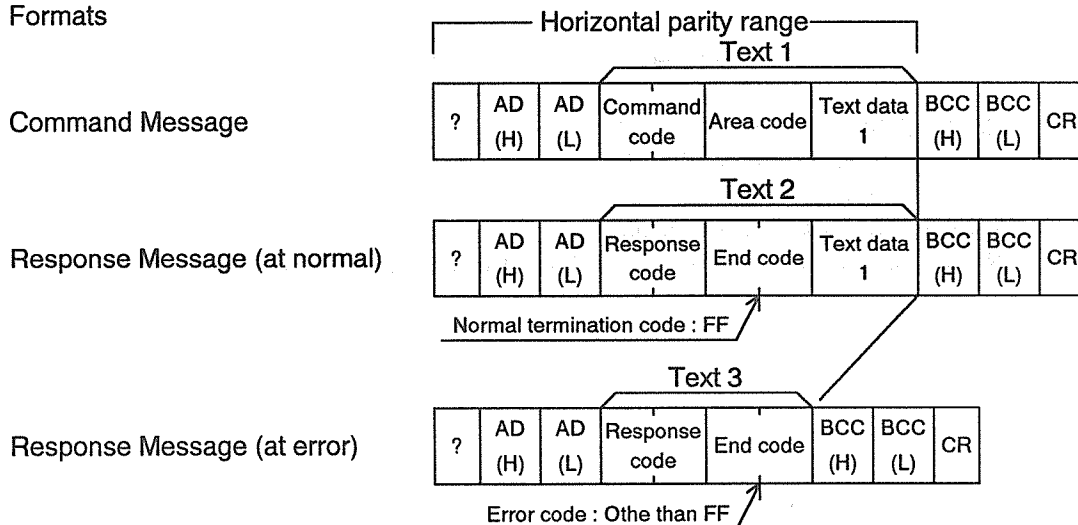 Formats
Horizontal parity range
Text 1
Command Message
? AD (H) AD (L) Command code Area code Text data 1 BCC (H) BCC (L) CR
Text 2
Response Message (at normal)
? AD (H) AD (L) Response code End code Text data 1 BCC (H) BCC (L) CR
Normal termination code : FF
Text 3
Response Message (at error)
? AD (H) AD (L) Response code End code BCC (H) BCC (L) CR
Error code : Othe than FF